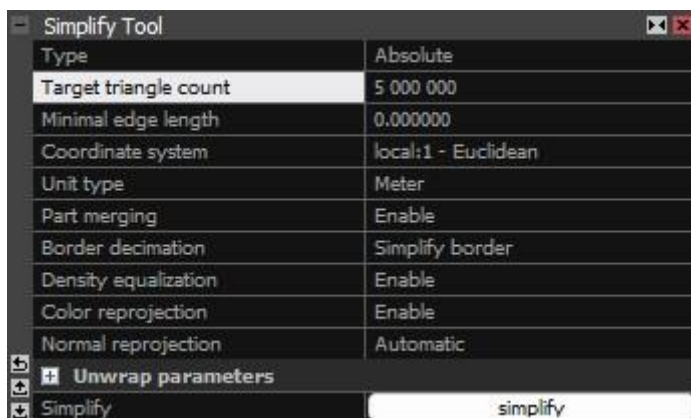 Simplify Tool
Type Absolute
Target triangle count 5 000 000
Minimal edge length 0.000000
Coordinate system local:1 - Euclidean
Unit type Meter
Part merging Enable
Border decimation Simplify border
Density equalization Enable
Color reprojection Enable
Normal reprojection Automatic
Unwrap parameters
Simplify simplify